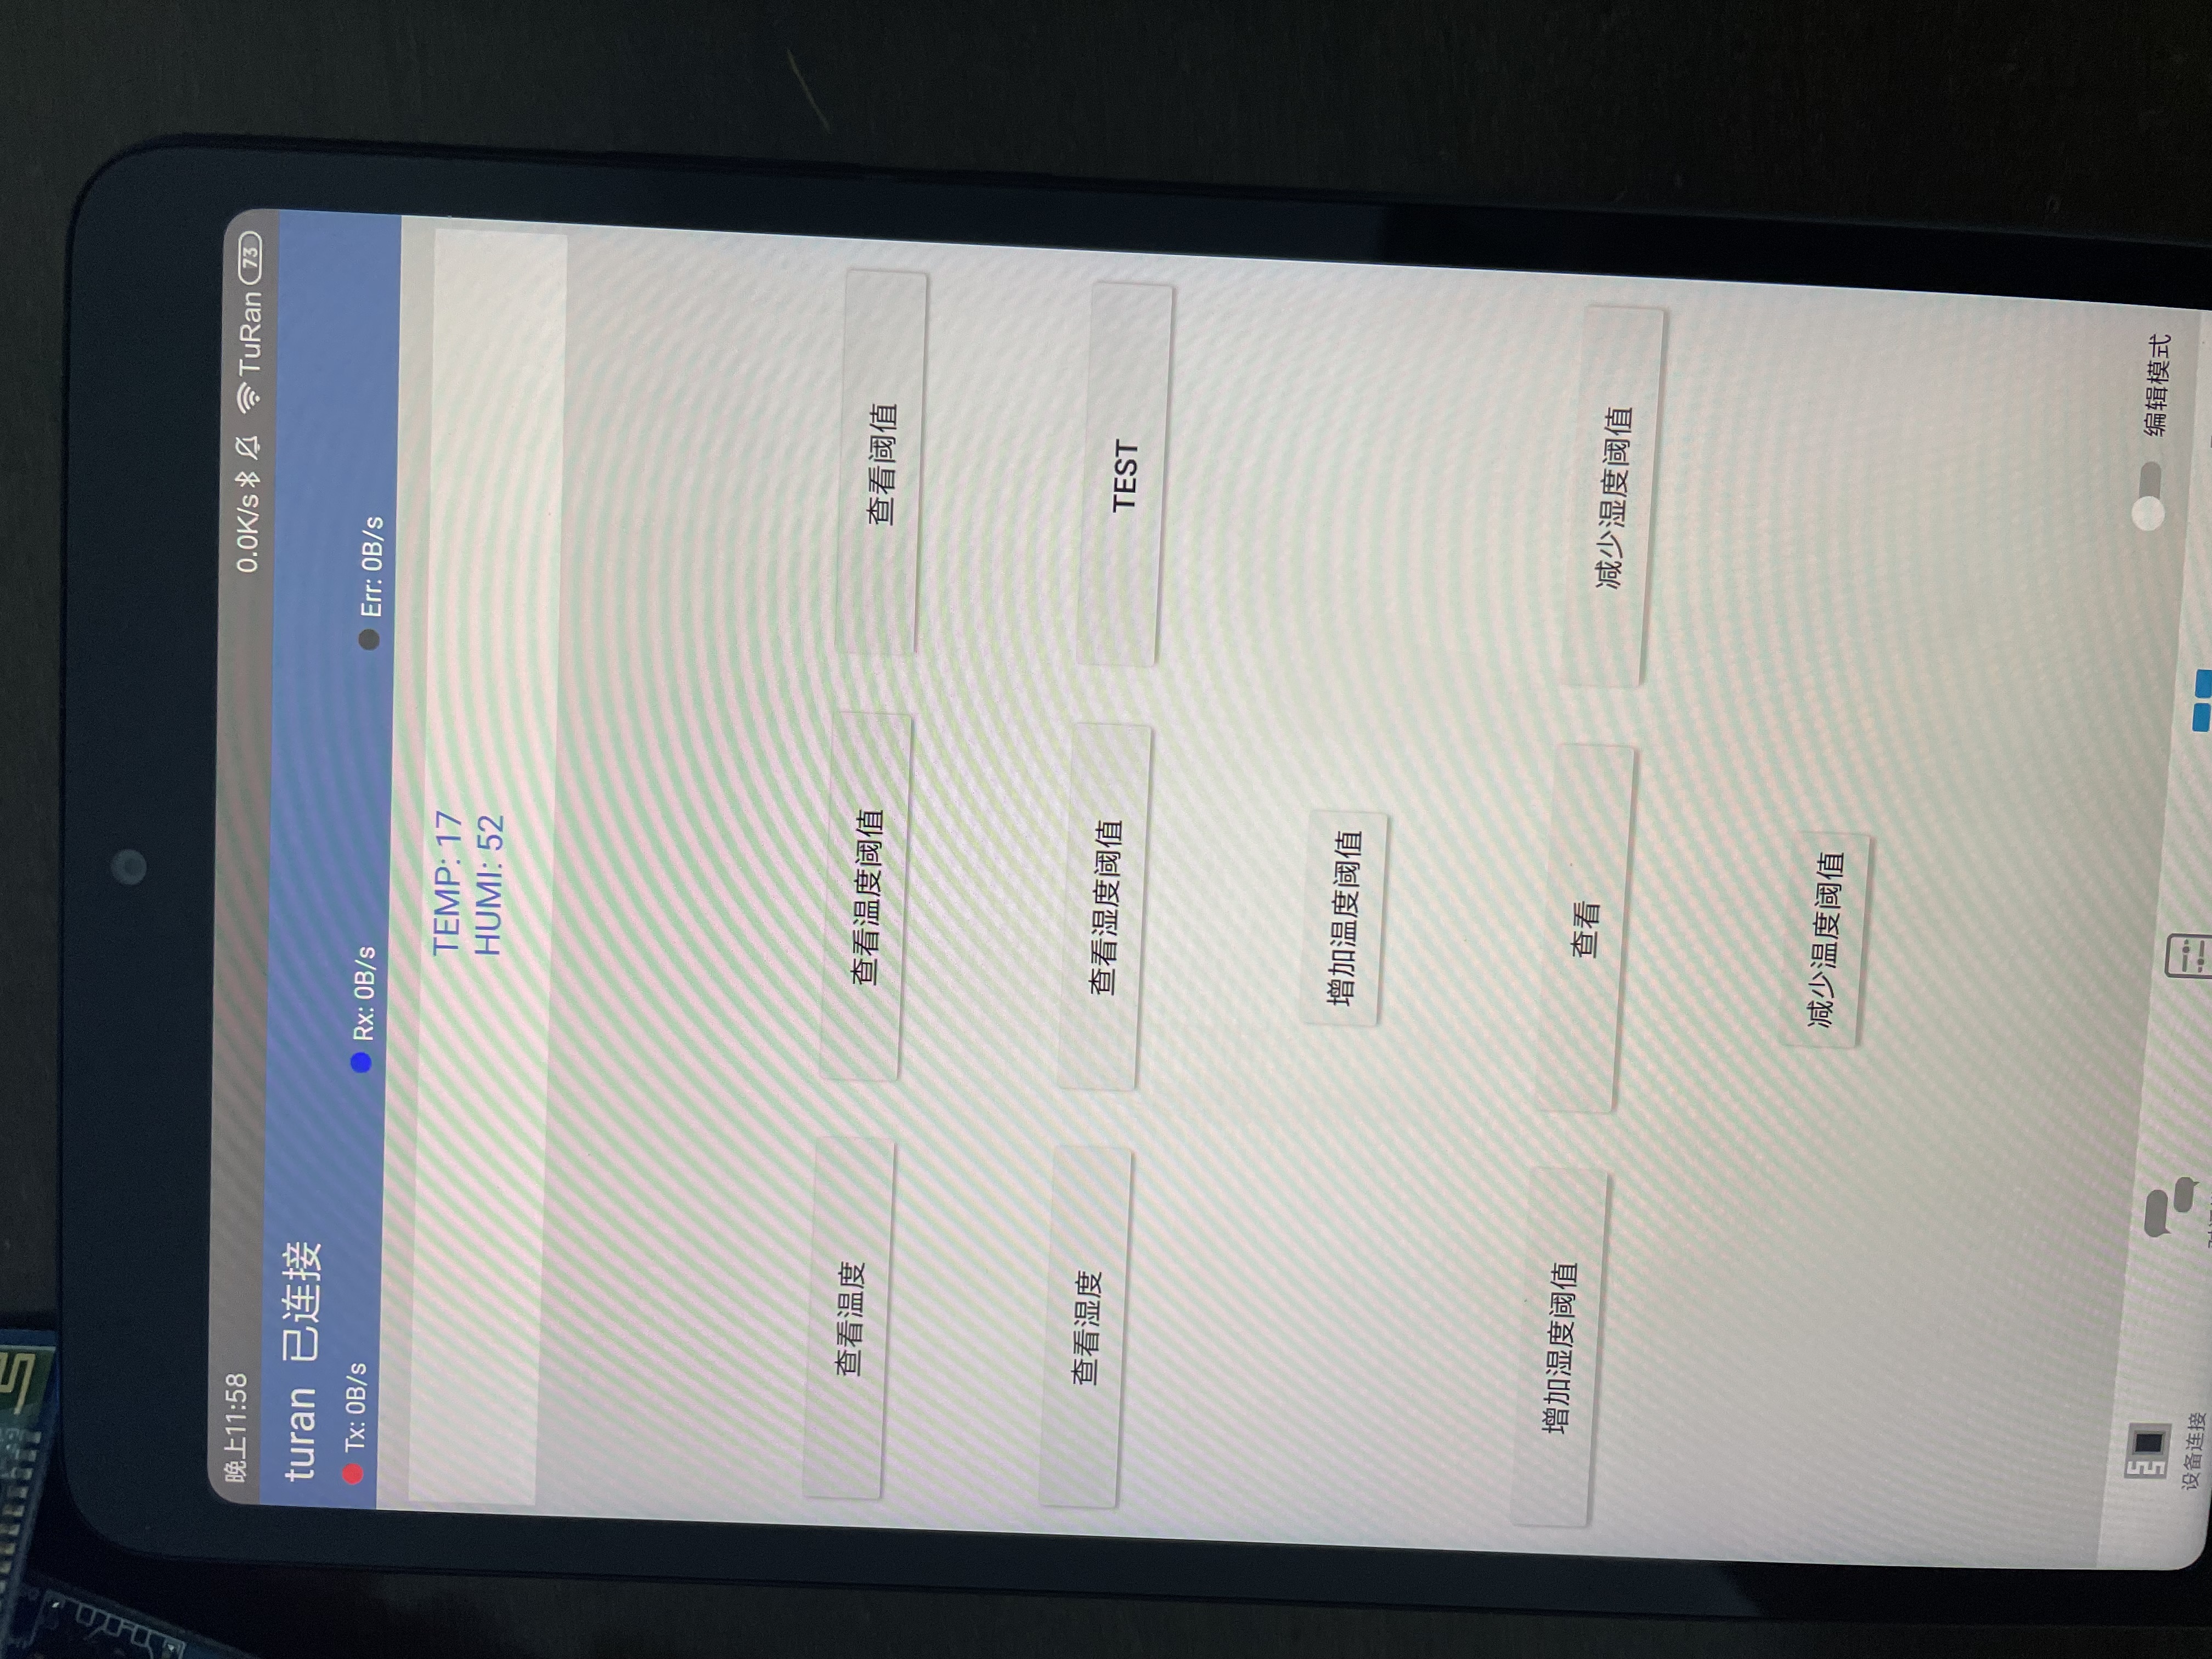 晚上11:58 0.0K/s TuRan 73
turan 已连接
Tx: 0B/s Rx: 0B/s Err: 0B/s
TEMP: 17
HUMI: 52
查看温度 查看温度阈值 查看阈值
查看湿度 查看湿度阈值 TEST
增加温度阈值
增加湿度阈值 查看 减少湿度阈值
减少温度阈值
编辑模式
设备连接